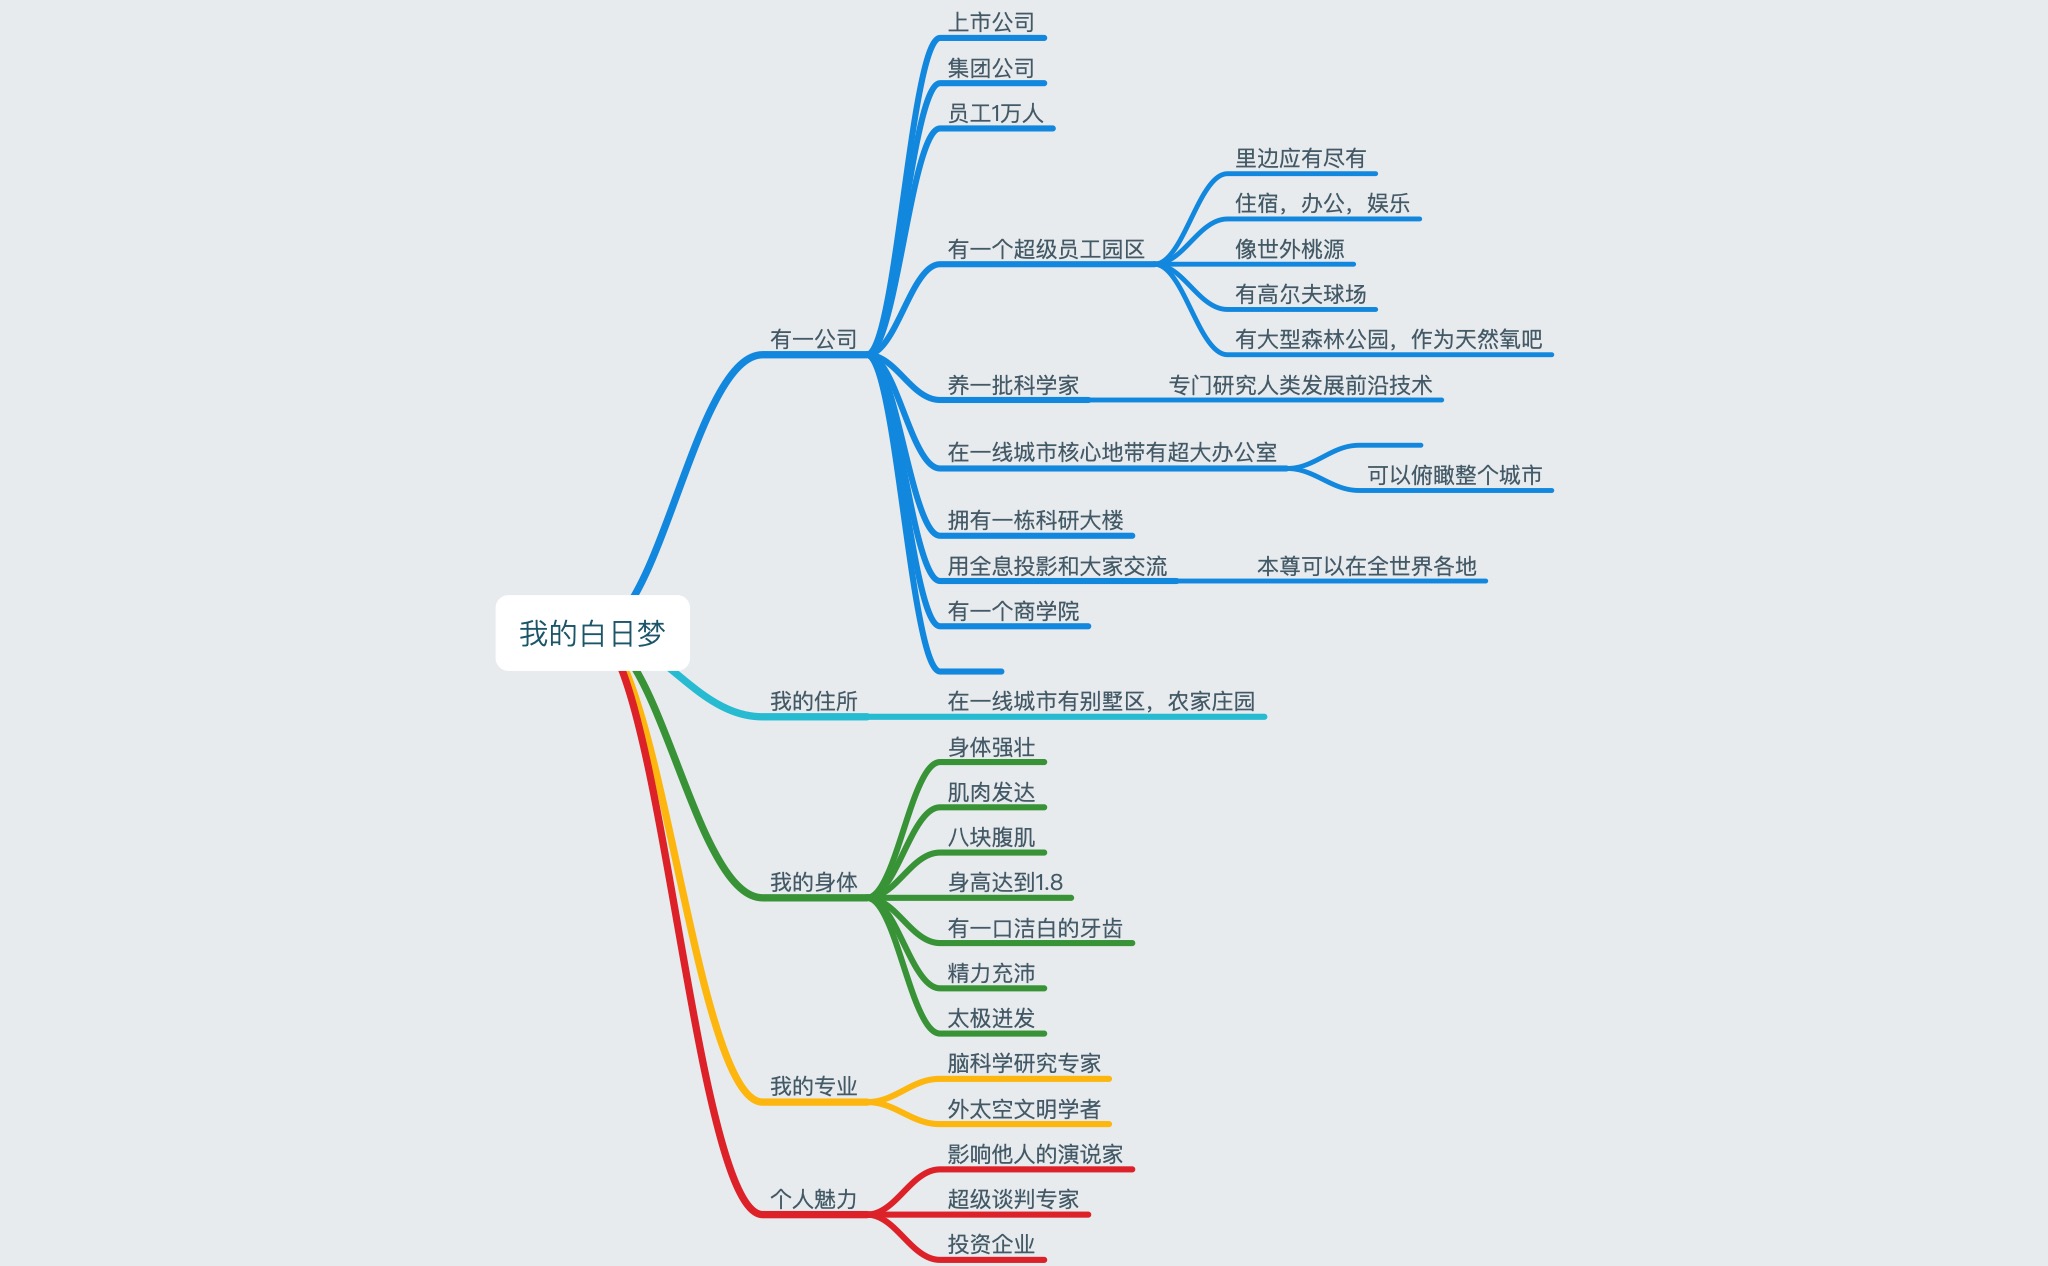 我的白日梦
有一公司
上市公司
集团公司
员工1万人
有一个超级员工园区
里边应有尽有
住宿，办公，娱乐
像世外桃源
有高尔夫球场
有大型森林公园，作为天然氧吧
养一批科学家
专门研究人类发展前沿技术
在一线城市核心地带有超大办公室
可以俯瞰整个城市
拥有一栋科研大楼
用全息投影和大家交流
本尊可以在全世界各地
有一个商学院
我的住所
在一线城市有别墅区，农家庄园
我的身体
身体强壮
肌肉发达
八块腹肌
身高达到1.8
有一口洁白的牙齿
精力充沛
太极迸发
我的专业
脑科学研究专家
外太空文明学者
个人魅力
影响他人的演说家
超级谈判专家
投资企业